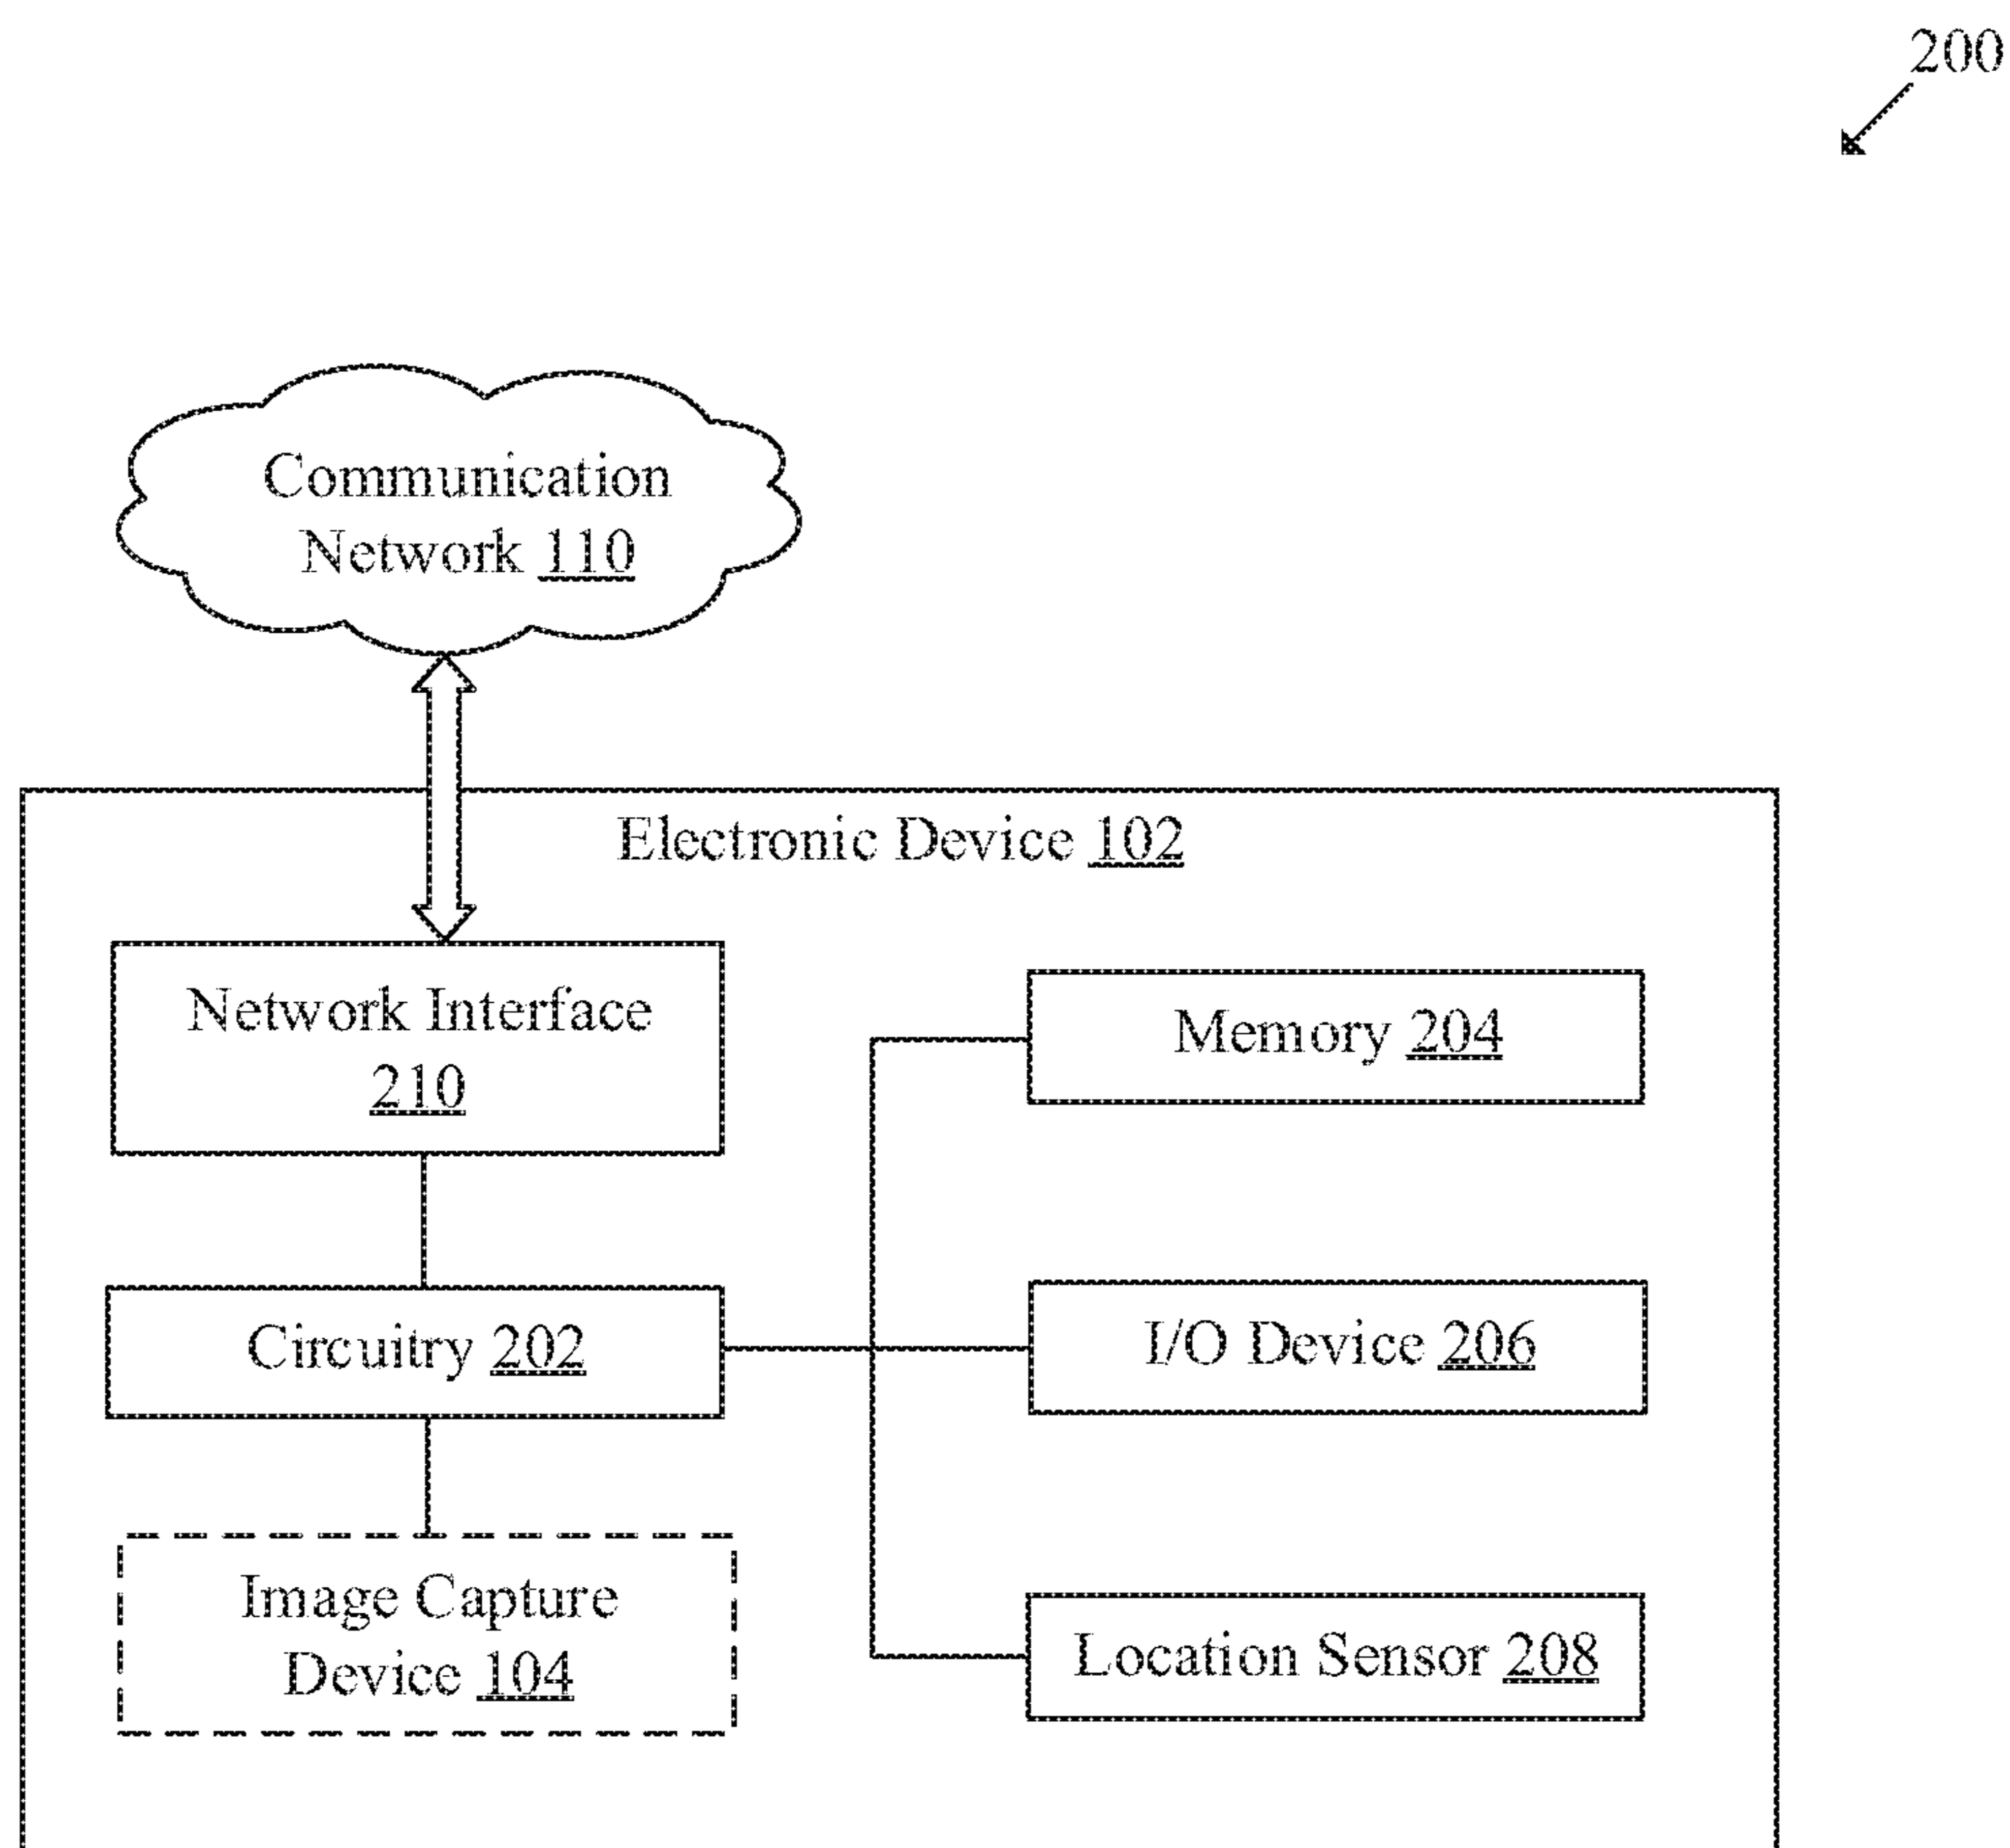 200
Communication
Network 110
Electronic Device 102
Network Interface
210
Memory 204
Circuitry 202
I/O Device 206
Image Capture
Device 104
Location Sensor 208